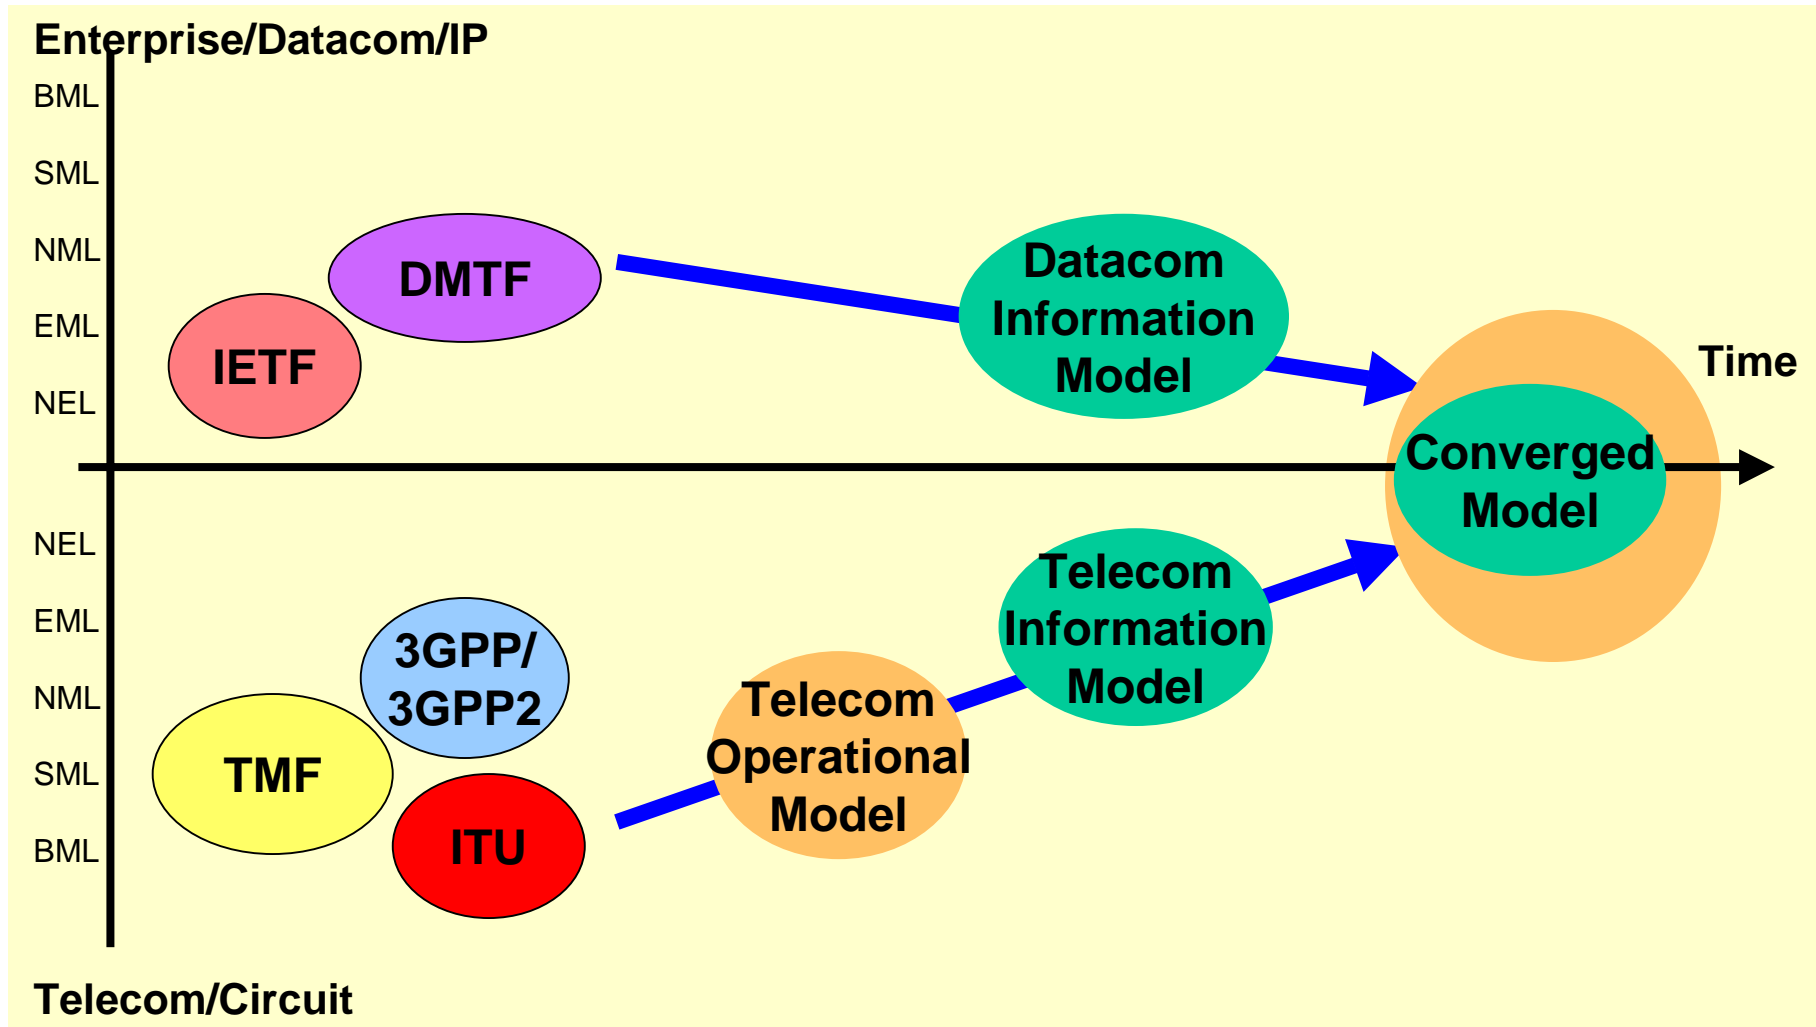 Enterprise/Datacom/IP
BML
SML
NML
EML
NEL
DMTF
IETF
Datacom
Information
Model
Time
Converged
Model
NEL
EML
NML
SML
BML
3GPP/
3GPP2
TMF
ITU
Telecom
Operational
Model
Telecom
Information
Model
Telecom/Circuit